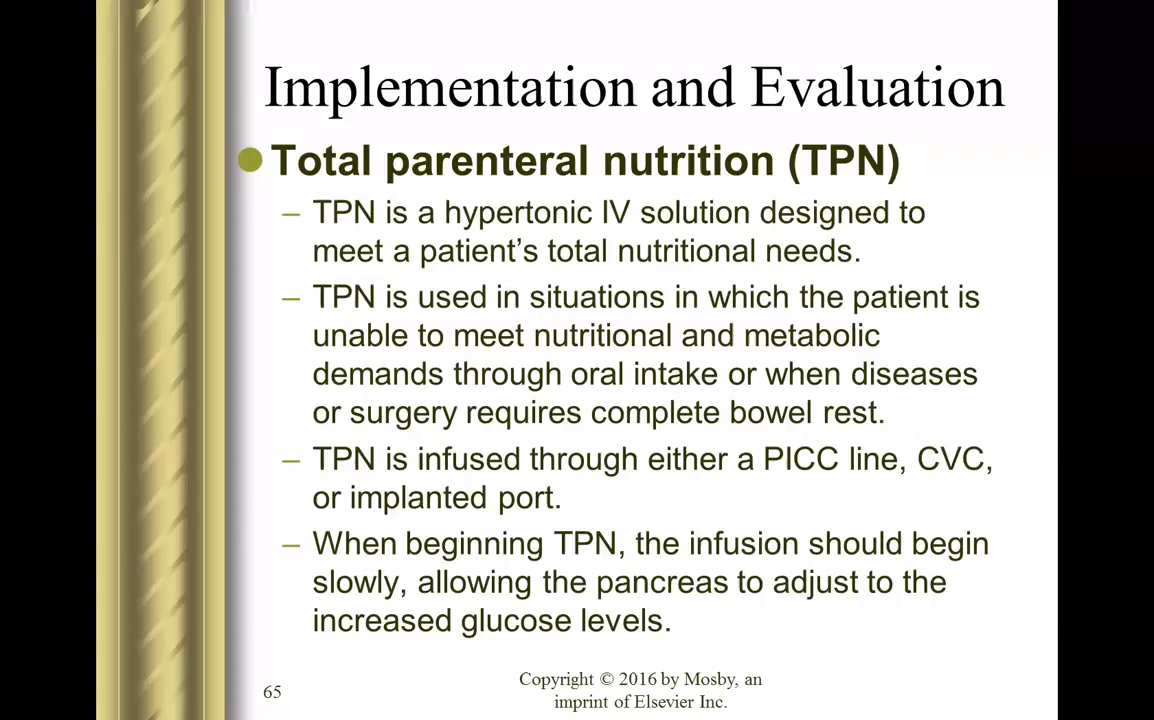 Implementation and Evaluation
Total parenteral nutrition (TPN)
– TPN is a hypertonic IV solution designed to
meet a patient’s total nutritional needs.
– TPN is used in situations in which the patient is
unable to meet nutritional and metabolic
demands through oral intake or when diseases
or surgery requires complete bowel rest.
– TPN is infused through either a PICC line, CVC,
or implanted port.
– When beginning TPN, the infusion should begin
slowly, allowing the pancreas to adjust to the
increased glucose levels.
65
Copyright © 2016 by Mosby, an
imprint of Elsevier Inc.